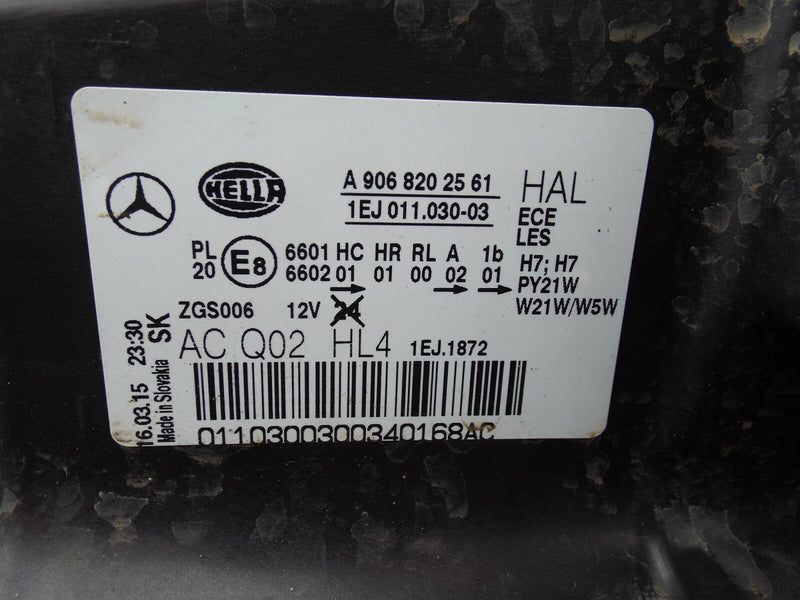 HELLA
A 906 820 25 61
1EJ 011.030-03
HAL
ECE
LES
PL 20
E8
6601 HC HR RL A 1b
6602 01 01 00 02 01
H7; H7
PY21W
W21W/W5W
ZGS006 12V 24
AC Q02 HL4 1EJ.1872
16.03.15 23:30
Made in Slovakia SK
0110300300340168AC